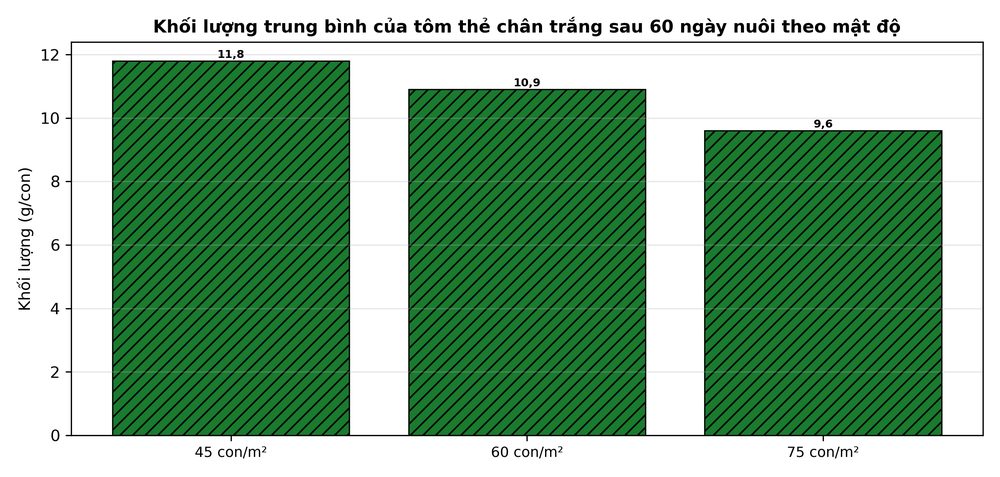 Khối lượng trung bình của tôm thẻ chân trắng sau 60 ngày nuôi theo mật độ
Khối lượng (g/con)
12
10
8
6
4
2
0
11,8
10,9
9,6
45 con/m²
60 con/m²
75 con/m²